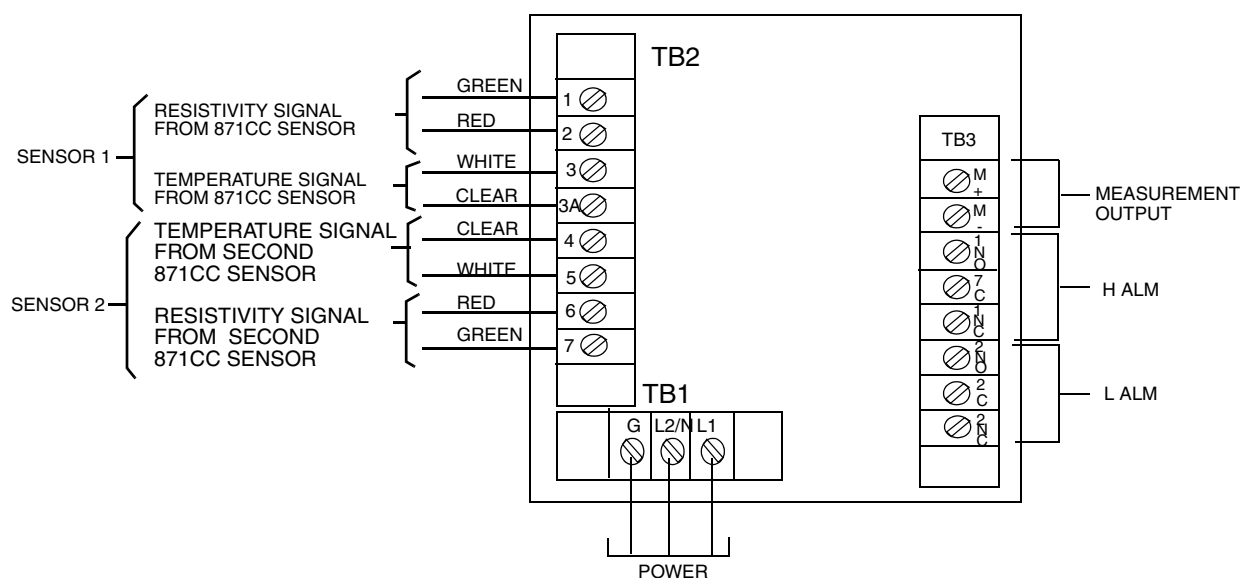 TB2
SENSOR 1
RESISTIVITY SIGNAL
FROM 871CC SENSOR
GREEN
1
RED
2
TEMPERATURE SIGNAL
FROM 871CC SENSOR
WHITE
3
CLEAR
3A
SENSOR 2
TEMPERATURE SIGNAL
FROM SECOND
871CC SENSOR
CLEAR
4
WHITE
5
RESISTIVITY SIGNAL
FROM SECOND
871CC SENSOR
RED
6
GREEN
7
TB1
G L2/N L1
POWER
TB3
M
+
M
-
MEASUREMENT
OUTPUT
1
N
O
7
C
1
N
C
H ALM
2
N
O
2
C
2
N
C
L ALM